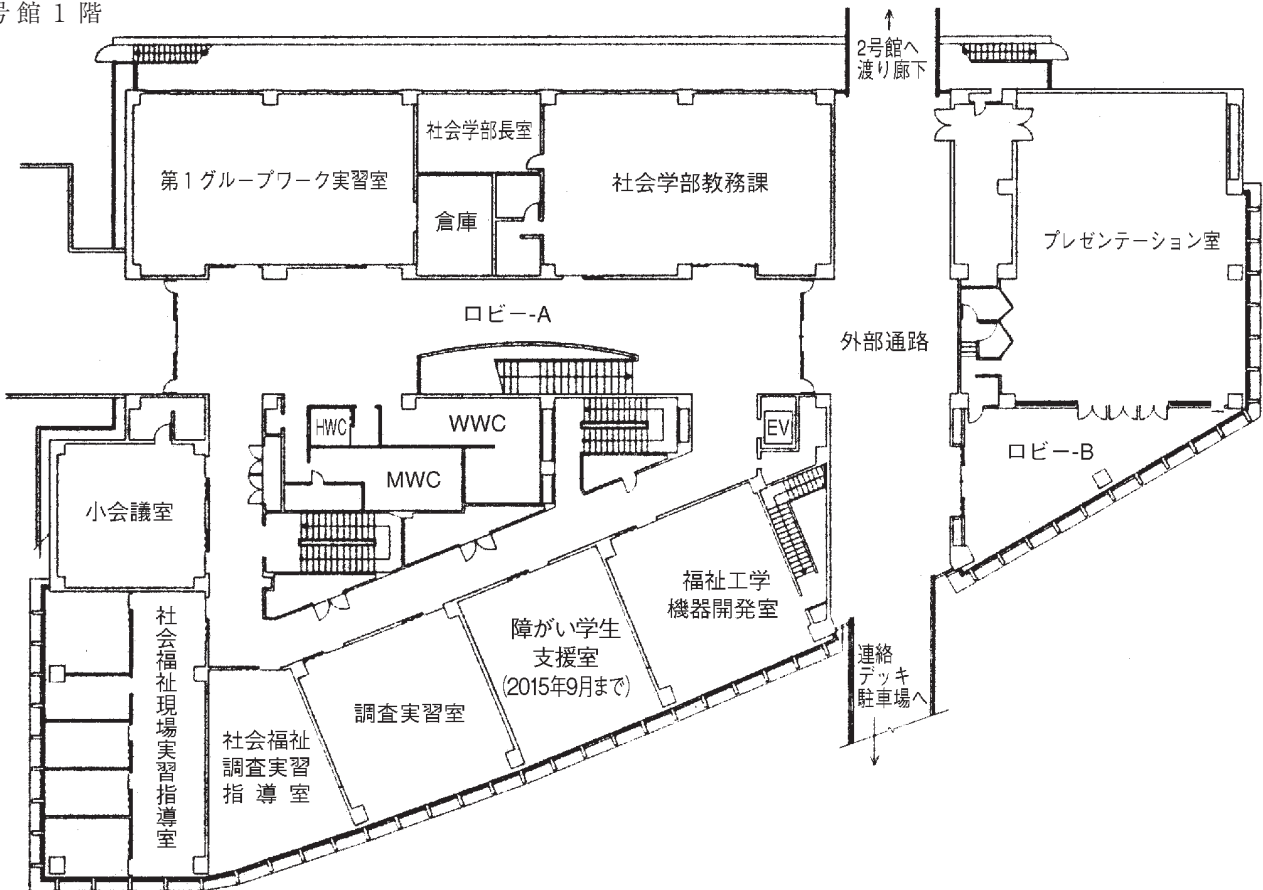 号館1階
2号館へ
渡り廊下
社会学部長室
第1グループワーク実習室
社会学部教務課
倉庫
プレゼンテーション室
ロビー-A
外部通路
HWC
WWC
EV
MWC
ロビー-B
小会議室
福祉工学
機器開発室
社会福祉現場実習指導室
障がい学生
支援室
(2015年9月まで)
連絡
デッキ
駐車場へ
調査実習室
社会福祉
調査実習
指導室